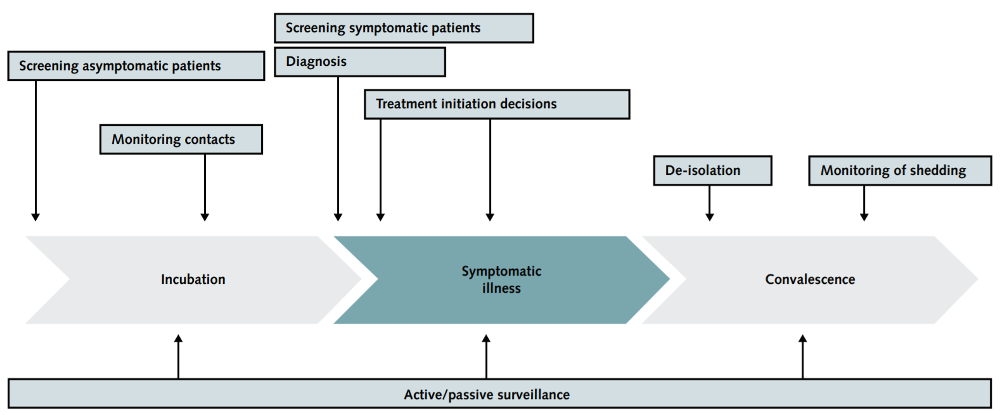 Screening symptomatic patients
Screening asymptomatic patients
Diagnosis
Treatment initiation decisions
Monitoring contacts
De-isolation
Monitoring of shedding
Incubation
Symptomatic
illness
Convalescence
Active/passive surveillance